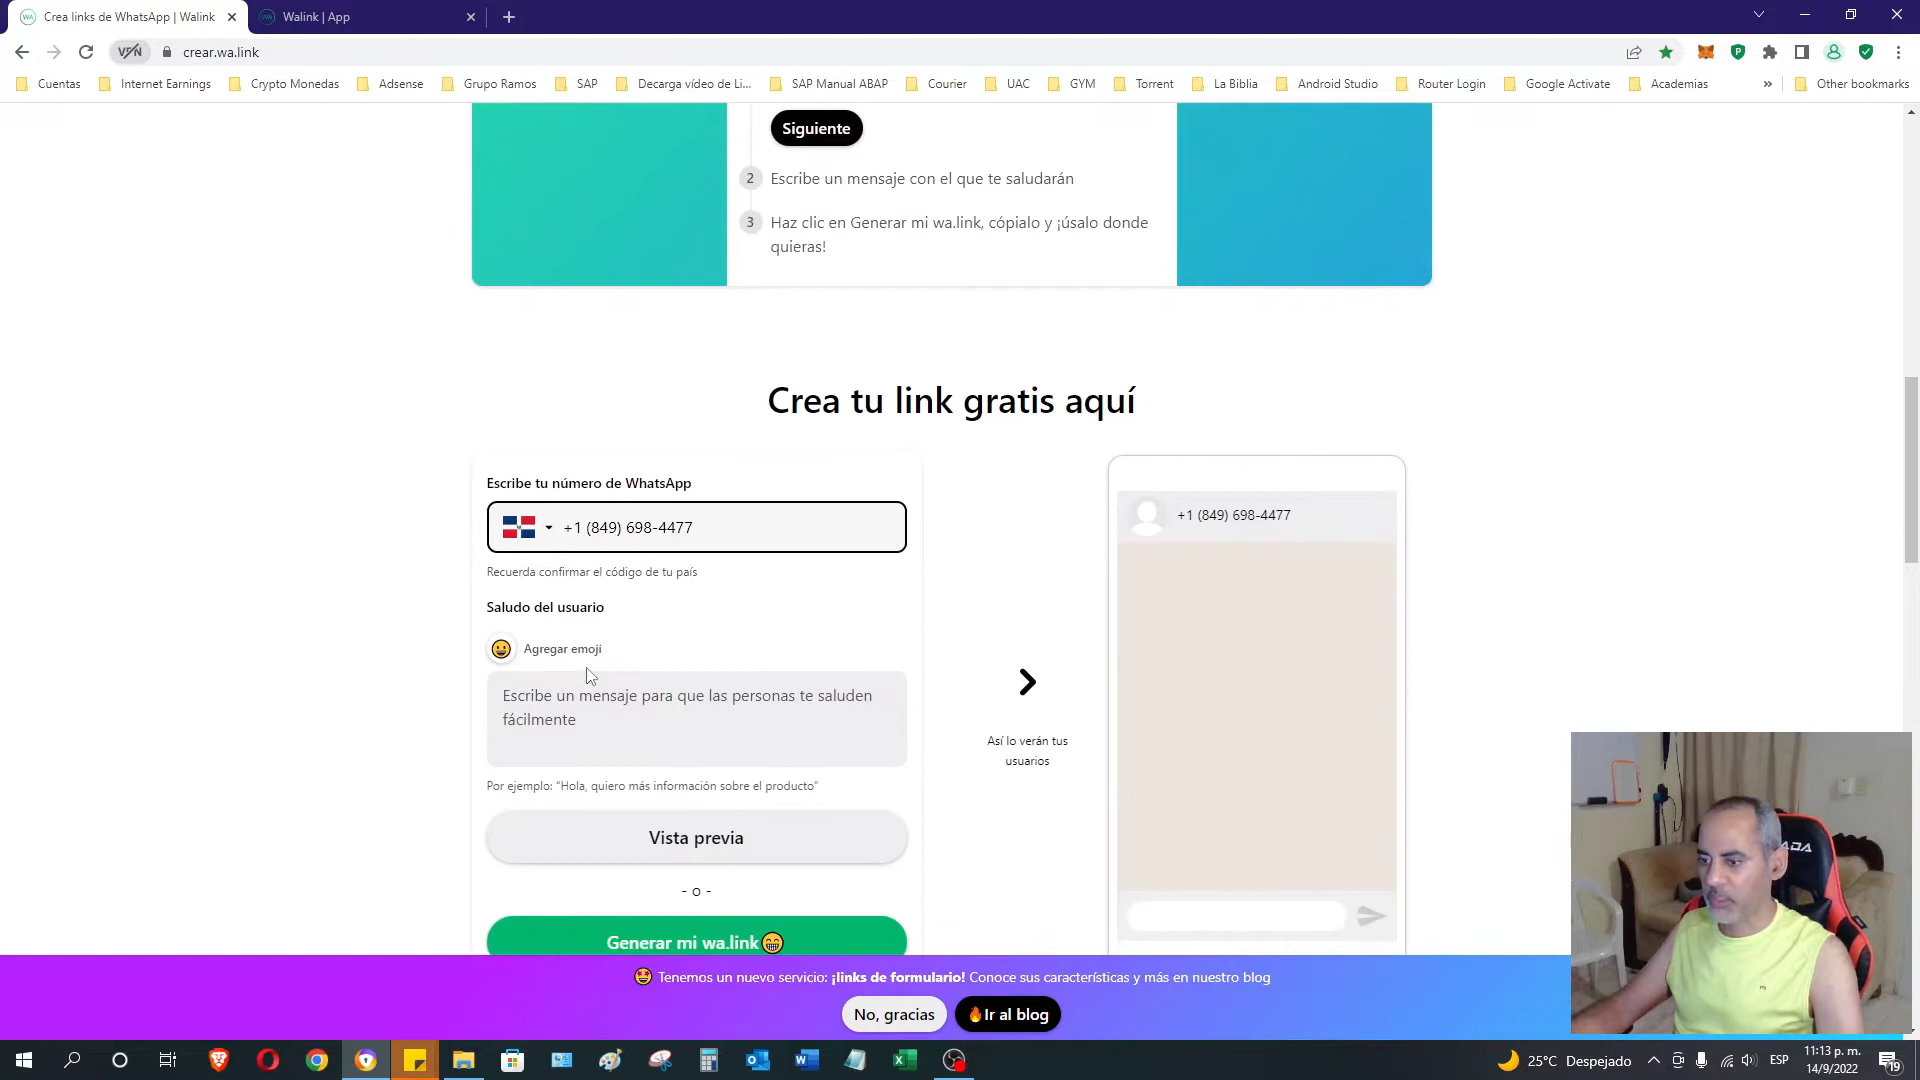 Crea links de WhatsApp | Walink
Walink | App
VPN
crear.wa.link
Cuentas
Internet Earnings
Crypto Monedas
Adsense
Grupo Ramos
SAP
Decarga vídeo de Li...
SAP Manual ABAP
Courier
UAC
GYM
Torrent
La Biblia
Android Studio
Router Login
Google Activate
Academias
»
Other bookmarks
Siguiente
2 Escribe un mensaje con el que te saludarán
3 Haz clic en Generar mi wa.link, cópialo y ¡úsalo donde
quieras!
Crea tu link gratis aquí
Escribe tu número de WhatsApp
+1 (849) 698-4477
+1 (849) 698-4477
Recuerda confirmar el código de tu país
Saludo del usuario
Agregar emoji
Escribe un mensaje para que las personas te saluden
fácilmente
Así lo verán tus
usuarios
Por ejemplo: “Hola, quiero más información sobre el producto”
Vista previa
- o -
Generar mi wa.link😁
🤩 Tenemos un nuevo servicio: ¡links de formulario! Conoce sus características y más en nuestro blog
No, gracias
🔥Ir al blog
25°C Despejado
ESP
11:13 p. m.
14/9/2022
19